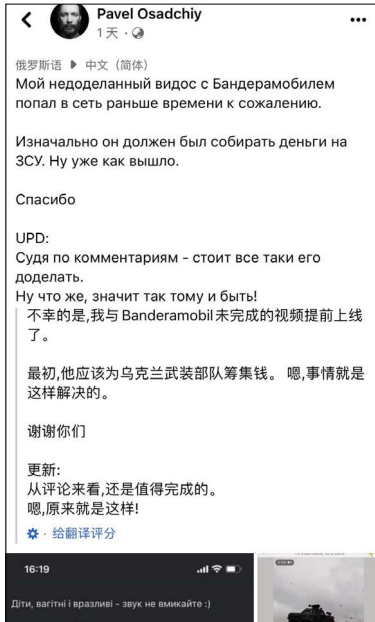 Pavel Osadchiy
1天
俄罗斯语 ▶ 中文（简体）
Мой недоделанный видос с Бандерамобилем
попал в сеть раньше времени к сожалению.
Изначально он должен был собирать деньги на
ЗСУ. Ну уже как вышло.
Спасибо
UPD:
Судя по комментариям - стоит все таки его
доделать.
Ну что же, значит так тому и быть!
不幸的是,我与 Banderamobil 未完成的视频提前上线
了。
最初,他应该为乌克兰武装部队筹集钱。 嗯,事情就是
这样解决的。
谢谢你们
更新:
从评论来看,还是值得完成的。
嗯,原来就是这样!
给翻译评分
16:19
Діти, вагітні і вразливі - звук не вмикайте :)